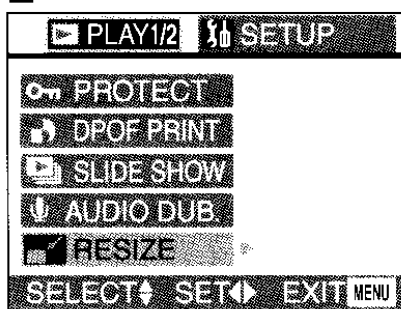 PLAY1/2 SETUP
PROTECT
DPOF PRINT
SLIDE SHOW
AUDIO DUB.
RESIZE
SELECT SET EXIT MENU